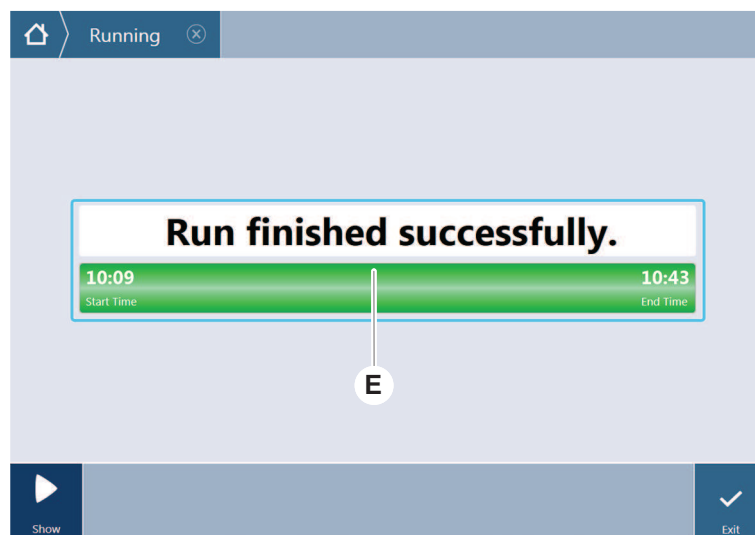 Running
Run finished successfully.
10:09 10:43
Start Time End Time
E
Show Exit